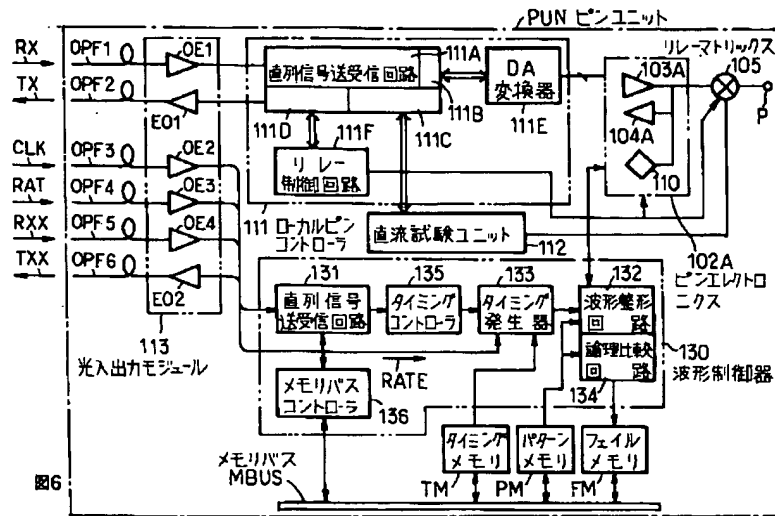 PUN ピンユニット
RX
OPF1
OE1
TX
OPF2
EO1
CLK
OPF3
OE2
RAT
OPF4
OE3
RXX
OPF5
OE4
TXX
OPF6
EO2
113
光入出力モジュール
直列信号送受信回路
111A
111B
111D
111C
111F
リレー
制御回路
DA
変換器
111E
111
ローカルピン
コントローラ
直流試験ユニット
112
リレーマトリックス
103A
104A
110
105
P
102A
ピンエレクトロ
ニクス
131
直列信号
送受信回路
135
タイミング
コントローラ
133
タイミング
発生器
132
波形整形
回路
論理比較
回路
134
130
波形制御器
RATE
メモリバス
コントローラ
136
タイミング
メモリ
TM
パターン
メモリ
PM
フェイル
メモリ
FM
メモリバス
MBUS
図6